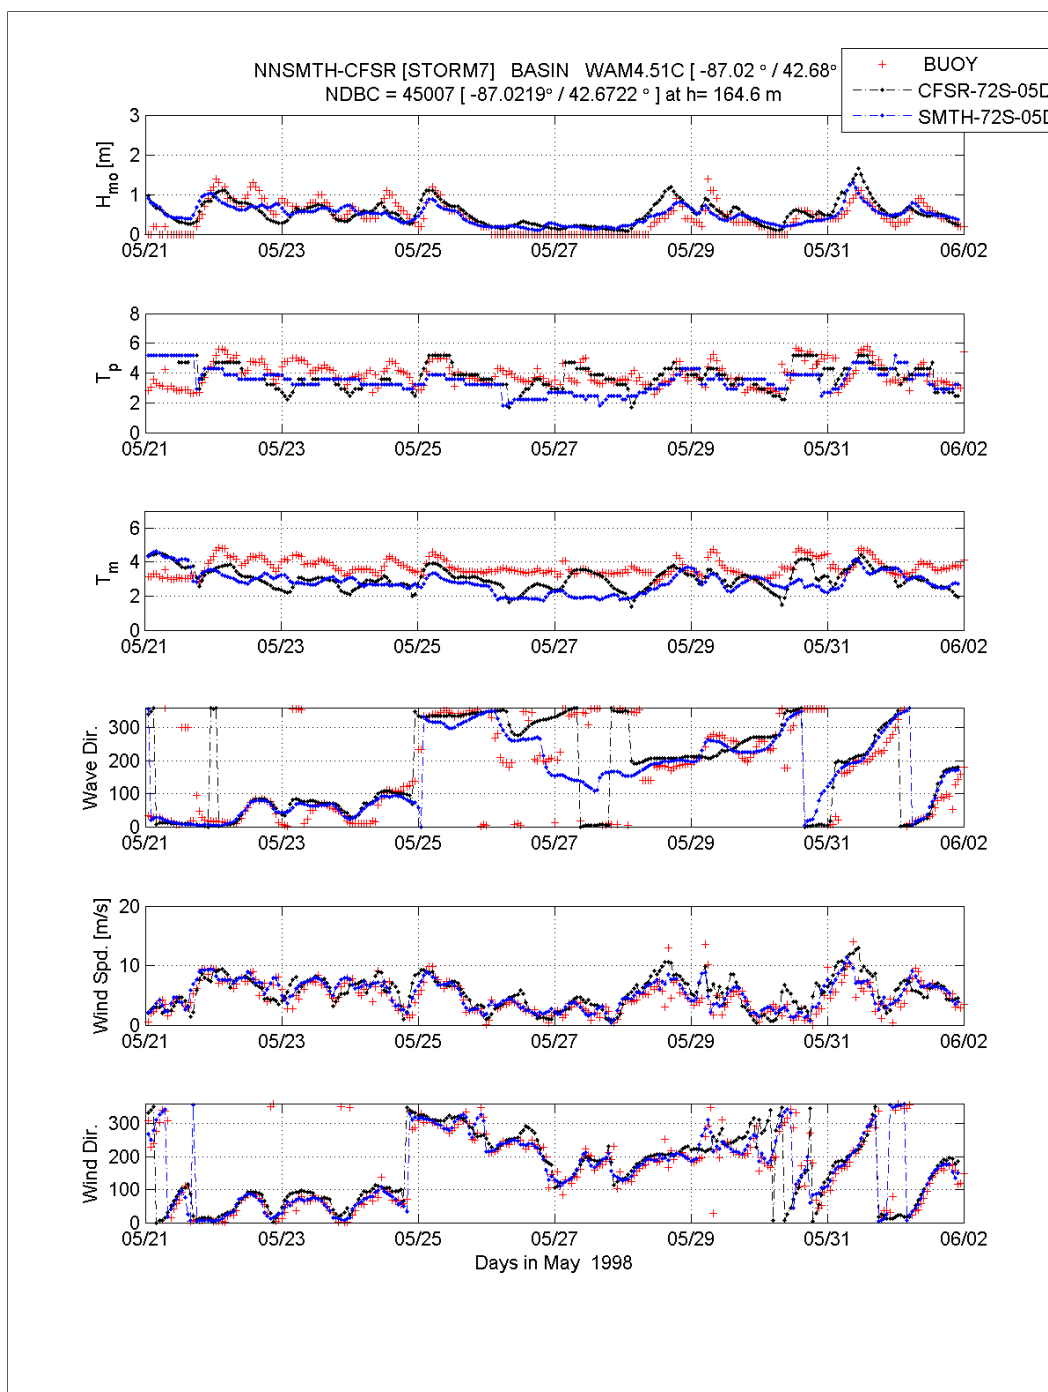 NNSMTH-CFSR [STORM7] BASIN WAM4.51C [ -87.02 ° / 42.68°
NDBC = 45007 [ -87.0219° / 42.6722 ° ] at h= 164.6 m
BUOY
CFSR-72S-05D
SMTH-72S-05D
Hmo [m]
3
2
1
0
05/21 05/23 05/25 05/27 05/29 05/31 06/02
Tp
8
6
4
2
0
05/21 05/23 05/25 05/27 05/29 05/31 06/02
Tm
6
4
2
0
05/21 05/23 05/25 05/27 05/29 05/31 06/02
Wave Dir.
300
200
100
0
05/21 05/23 05/25 05/27 05/29 05/31 06/02
Wind Spd. [m/s]
20
10
0
05/21 05/23 05/25 05/27 05/29 05/31 06/02
Wind Dir.
300
200
100
0
05/21 05/23 05/25 05/27 05/29 05/31 06/02
Days in May 1998